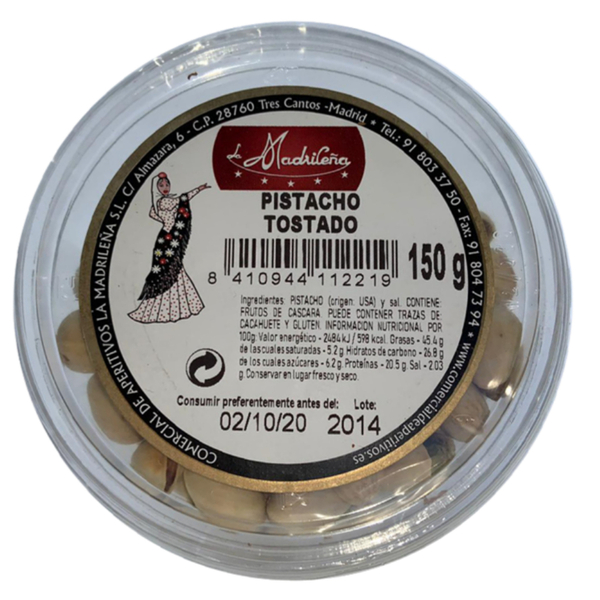 COMERCIAL DE APERITIVOS LA MADRILEÑA S.L. C/ Almazara, 6 - C.P. 28760 Tres Cantos -Madrid * Tel.: 91 803 37 50 - Fax: 91 804 73 94 * www.comercialdeaperitivos.es
La Madrileña
PISTACHO
TOSTADO
8 410944 112219
150 g
Ingredientes: PISTACHO (origen, USA) y sal. CONTIENE:
FRUTOS DE CASCARA. PUEDE CONTENER TRAZAS DE
CACAHUETE Y GLUTEN. INFORMACION NUTRICIONAL POR
100g: Valor energético - 2484 kJ / 598 kcal. Grasas - 45.4 g
de las cuales saturadas - 5.2 g Hidratos de carbono - 26.8 g
de los cuales azúcares - 6.2 g. Proteínas - 20.5 g. Sal - 2.03
g. Conservar en lugar fresco y seco.
Consumir preferentemente antes del: Lote:
02/10/20 2014